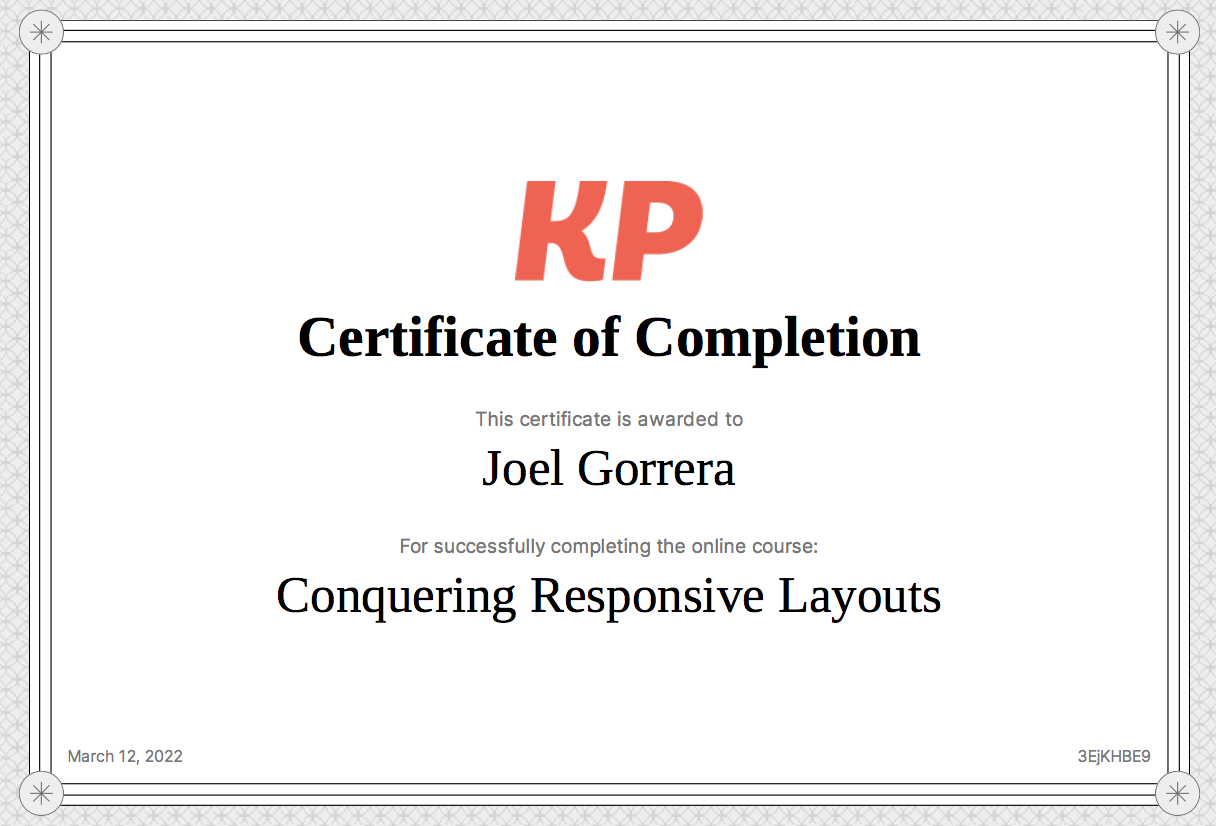 KP
Certificate of Completion
This certificate is awarded to
Joel Gorrera
For successfully completing the online course:
Conquering Responsive Layouts
March 12, 2022
3EjKHBE9